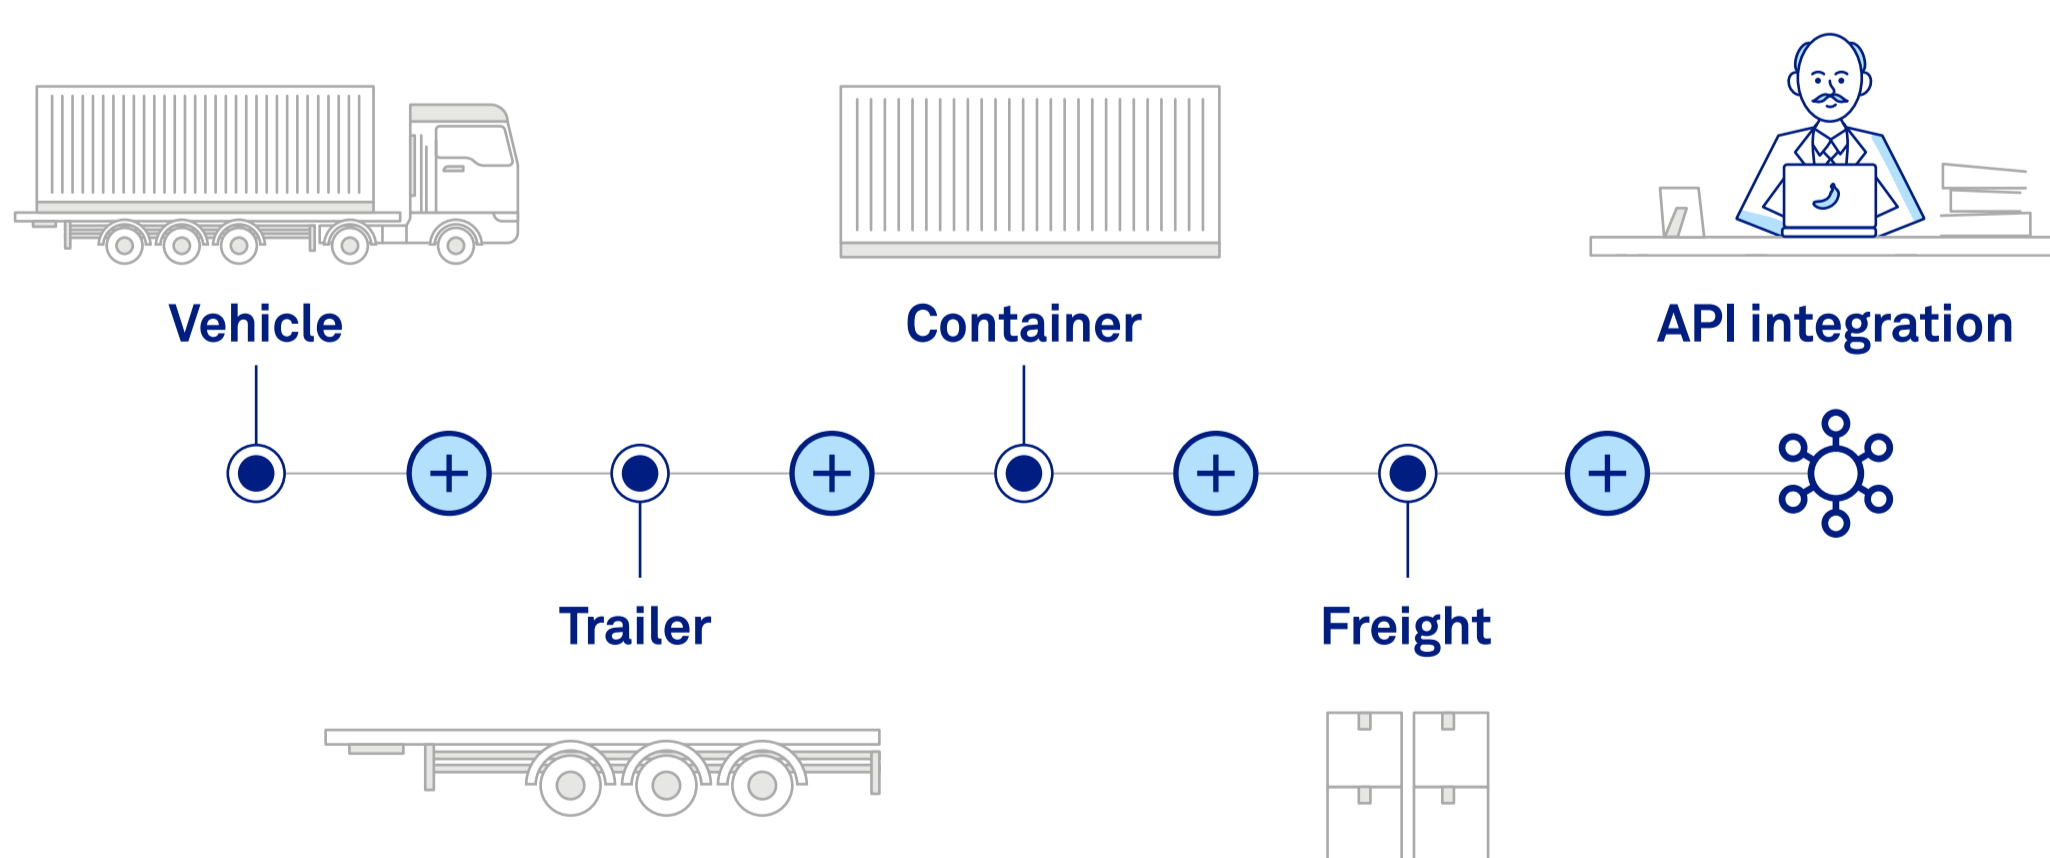 Vehicle
Container
API integration
Trailer
Freight